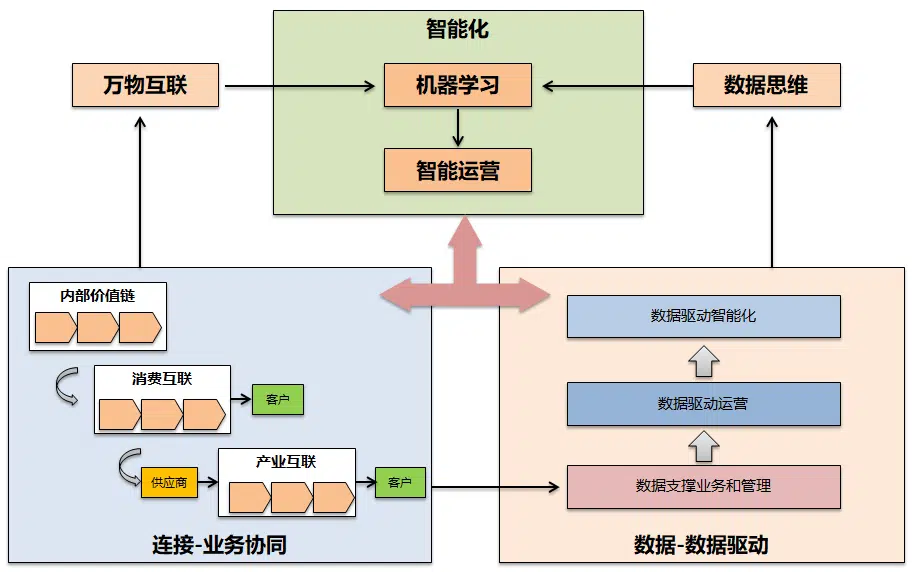 智能化
万物互联
机器学习
数据思维
智能运营
内部价值链
消费互联
客户
产业互联
供应商
客户
连接-业务协同
数据驱动智能化
数据驱动运营
数据支撑业务和管理
数据-数据驱动